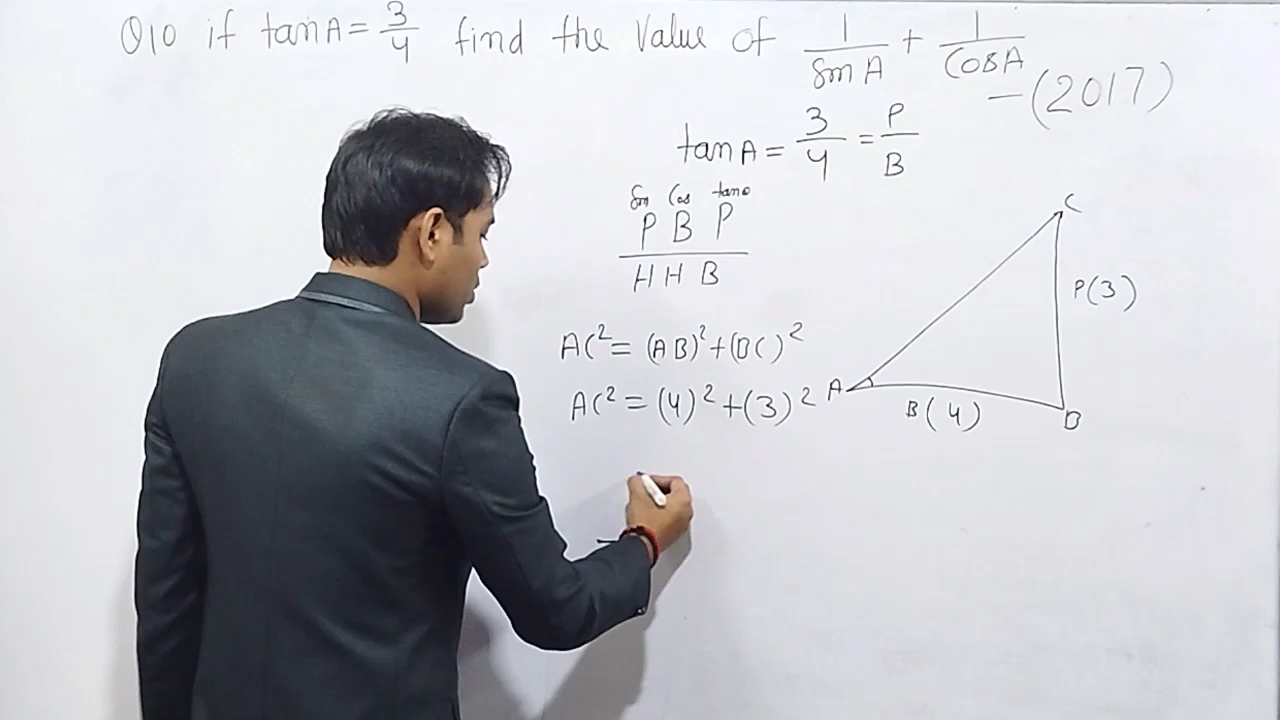 Q10 if tanA = 3/4 find the Value of 1/SinA + 1/CosA
— (2017)
tanA = 3/4 = P/B
Sin Cos tanθ
P B P
H H B
AC² = (AB)² + (BC)²
AC² = (4)² + (3)²
C
P(3)
A
B(4)
B